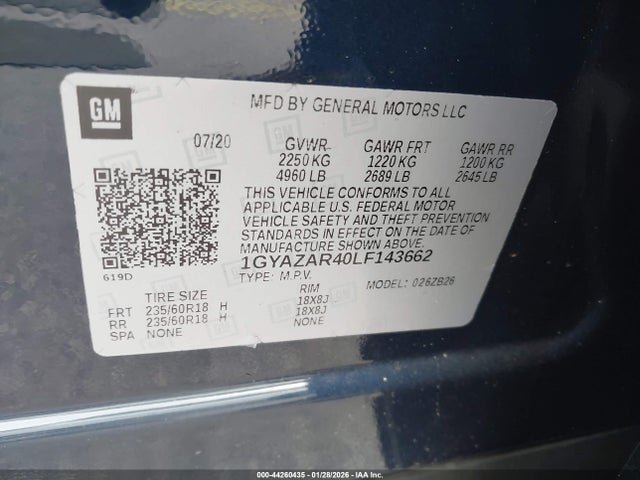 GM
MFD BY GENERAL MOTORS LLC
07/20 GVWR GAWR FRT GAWR RR
2250 KG 1220 KG 1200 KG
4960 LB 2689 LB 2645 LB
THIS VEHICLE CONFORMS TO ALL
APPLICABLE U.S. FEDERAL MOTOR
VEHICLE SAFETY AND THEFT PREVENTION
STANDARDS IN EFFECT ON THE DATE OF
MANUFACTURE SHOWN ABOVE.
619D
1GYAZAR40LF143662
TYPE: M.P.V. MODEL: 026ZB26
TIRE SIZE RIM
FRT 235/60R18 H 18X8J
RR 235/60R18 H 18X8J
SPA NONE NONE
000-44260435 - 01/28/2026 - IAA Inc.